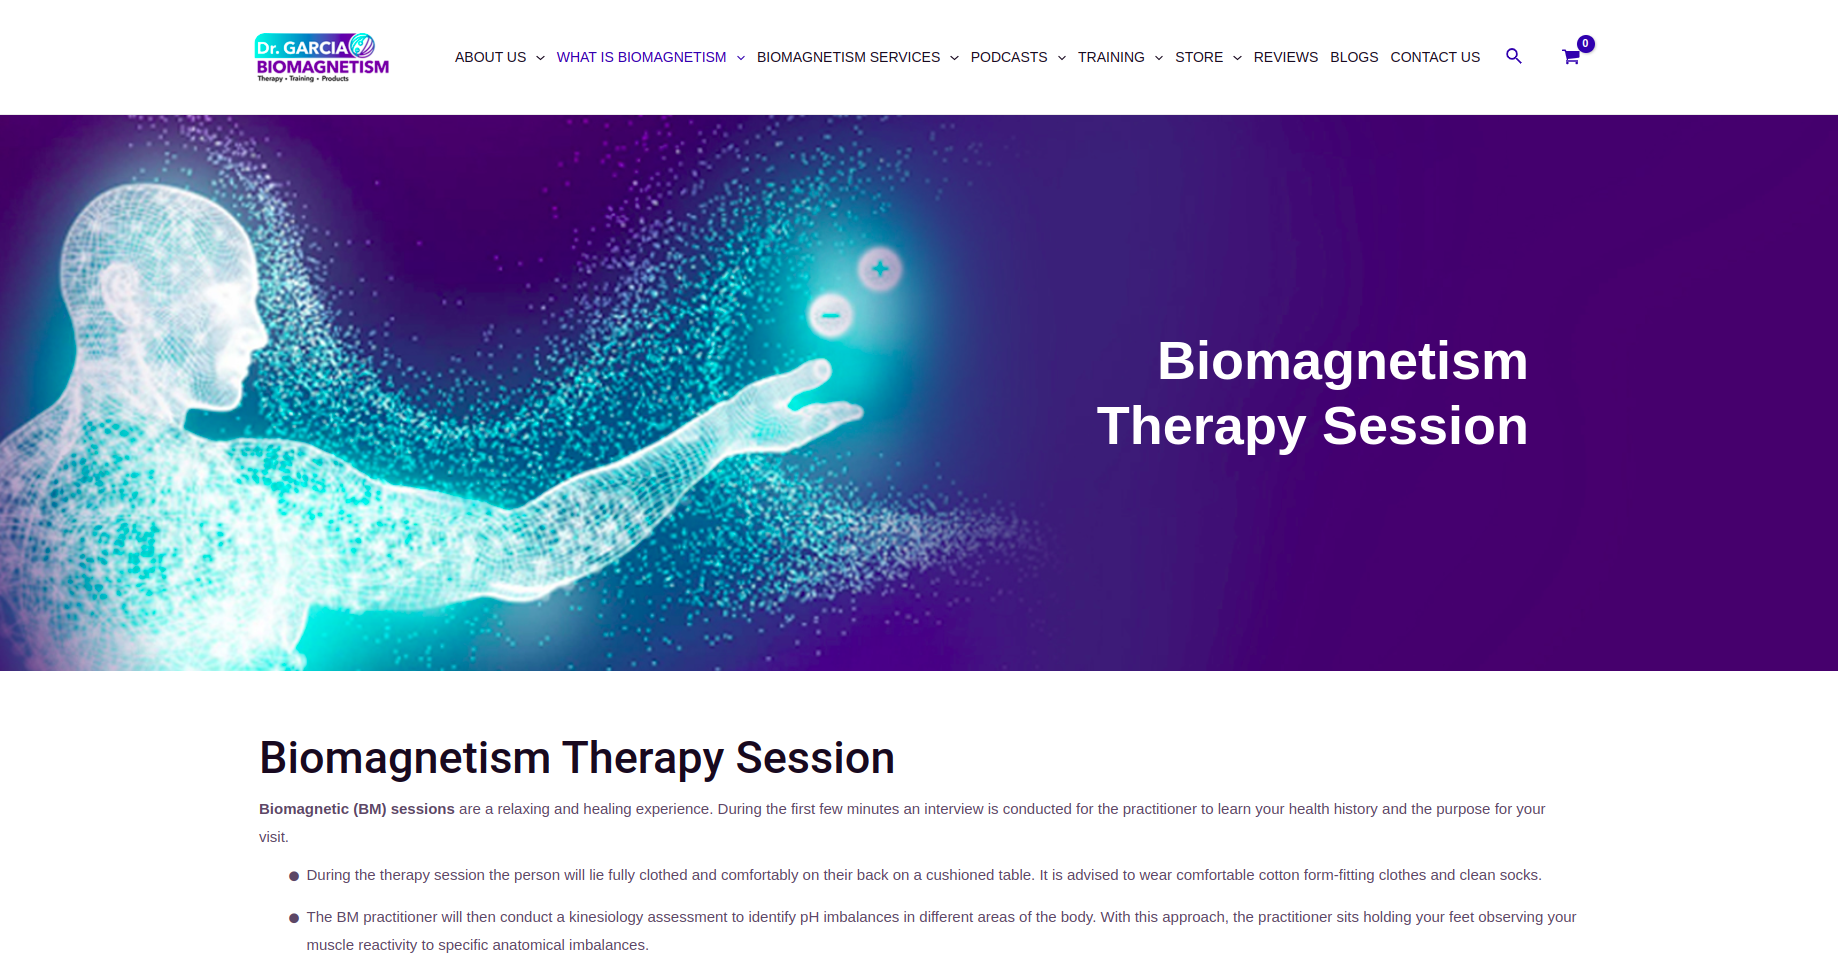 Dr. GARCIA
BIOMAGNETISM
Therapy • Training • Products
ABOUT US WHAT IS BIOMAGNETISM BIOMAGNETISM SERVICES PODCASTS TRAINING STORE REVIEWS BLOGS CONTACT US 0
+
−
Biomagnetism
Therapy Session
Biomagnetism Therapy Session
Biomagnetic (BM) sessions are a relaxing and healing experience. During the first few minutes an interview is conducted for the practitioner to learn your health history and the purpose for your
visit.
● During the therapy session the person will lie fully clothed and comfortably on their back on a cushioned table. It is advised to wear comfortable cotton form-fitting clothes and clean socks.
● The BM practitioner will then conduct a kinesiology assessment to identify pH imbalances in different areas of the body. With this approach, the practitioner sits holding your feet observing your
muscle reactivity to specific anatomical imbalances.